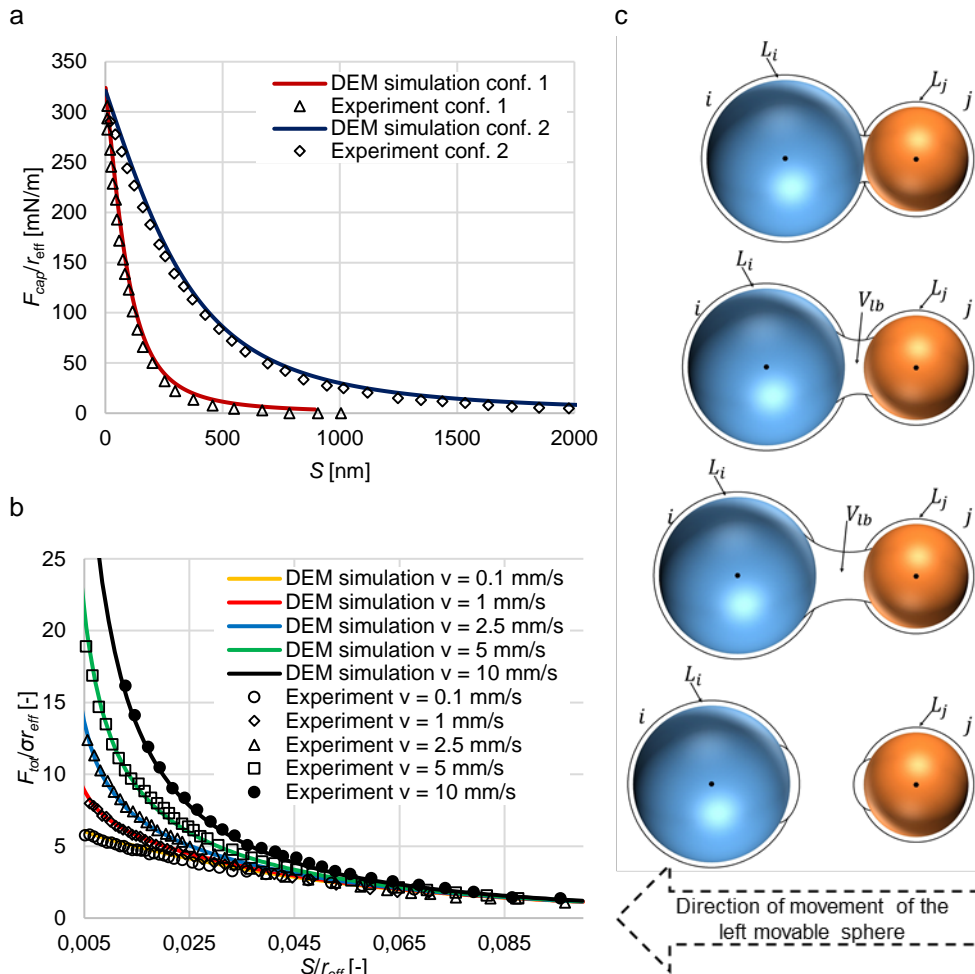 a
F_cap/r_eff [mN/m]
350
300
250
200
150
100
50
0
0
500
1000
1500
2000
S [nm]
DEM simulation conf. 1
Experiment conf. 1
DEM simulation conf. 2
Experiment conf. 2
b
F_tot/σr_eff [-]
25
20
15
10
5
0
0,005
0,025
0,045
0,065
0,085
S/r_eff [-]
DEM simulation v = 0.1 mm/s
DEM simulation v = 1 mm/s
DEM simulation v = 2.5 mm/s
DEM simulation v = 5 mm/s
DEM simulation v = 10 mm/s
Experiment v = 0.1 mm/s
Experiment v = 1 mm/s
Experiment v = 2.5 mm/s
Experiment v = 5 mm/s
Experiment v = 10 mm/s
c
L_i
L_j
i
j
L_i
V_lb
L_j
i
j
L_i
V_lb
L_j
i
j
L_i
L_j
i
j
Direction of movement of the
left movable sphere